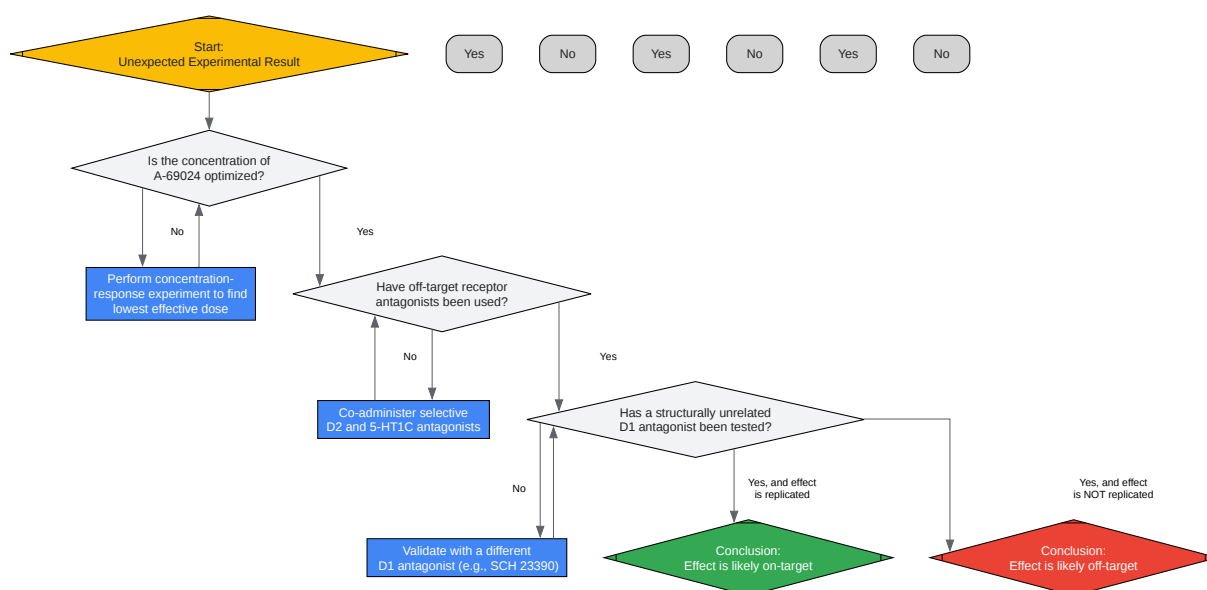 Start:
Unexpected Experimental Result
Yes
No
Yes
No
Yes
No
Is the concentration of
A-69024 optimized?
No
Yes
Perform concentration-
response experiment to find
lowest effective dose
Have off-target receptor
antagonists been used?
No
Yes
Co-administer selective
D2 and 5-HT1C antagonists
Has a structurally unrelated
D1 antagonist been tested?
No
Yes, and effect
is replicated
Yes, and effect
is NOT replicated
Validate with a different
D1 antagonist (e.g., SCH 23390)
Conclusion:
Effect is likely on-target
Conclusion:
Effect is likely off-target